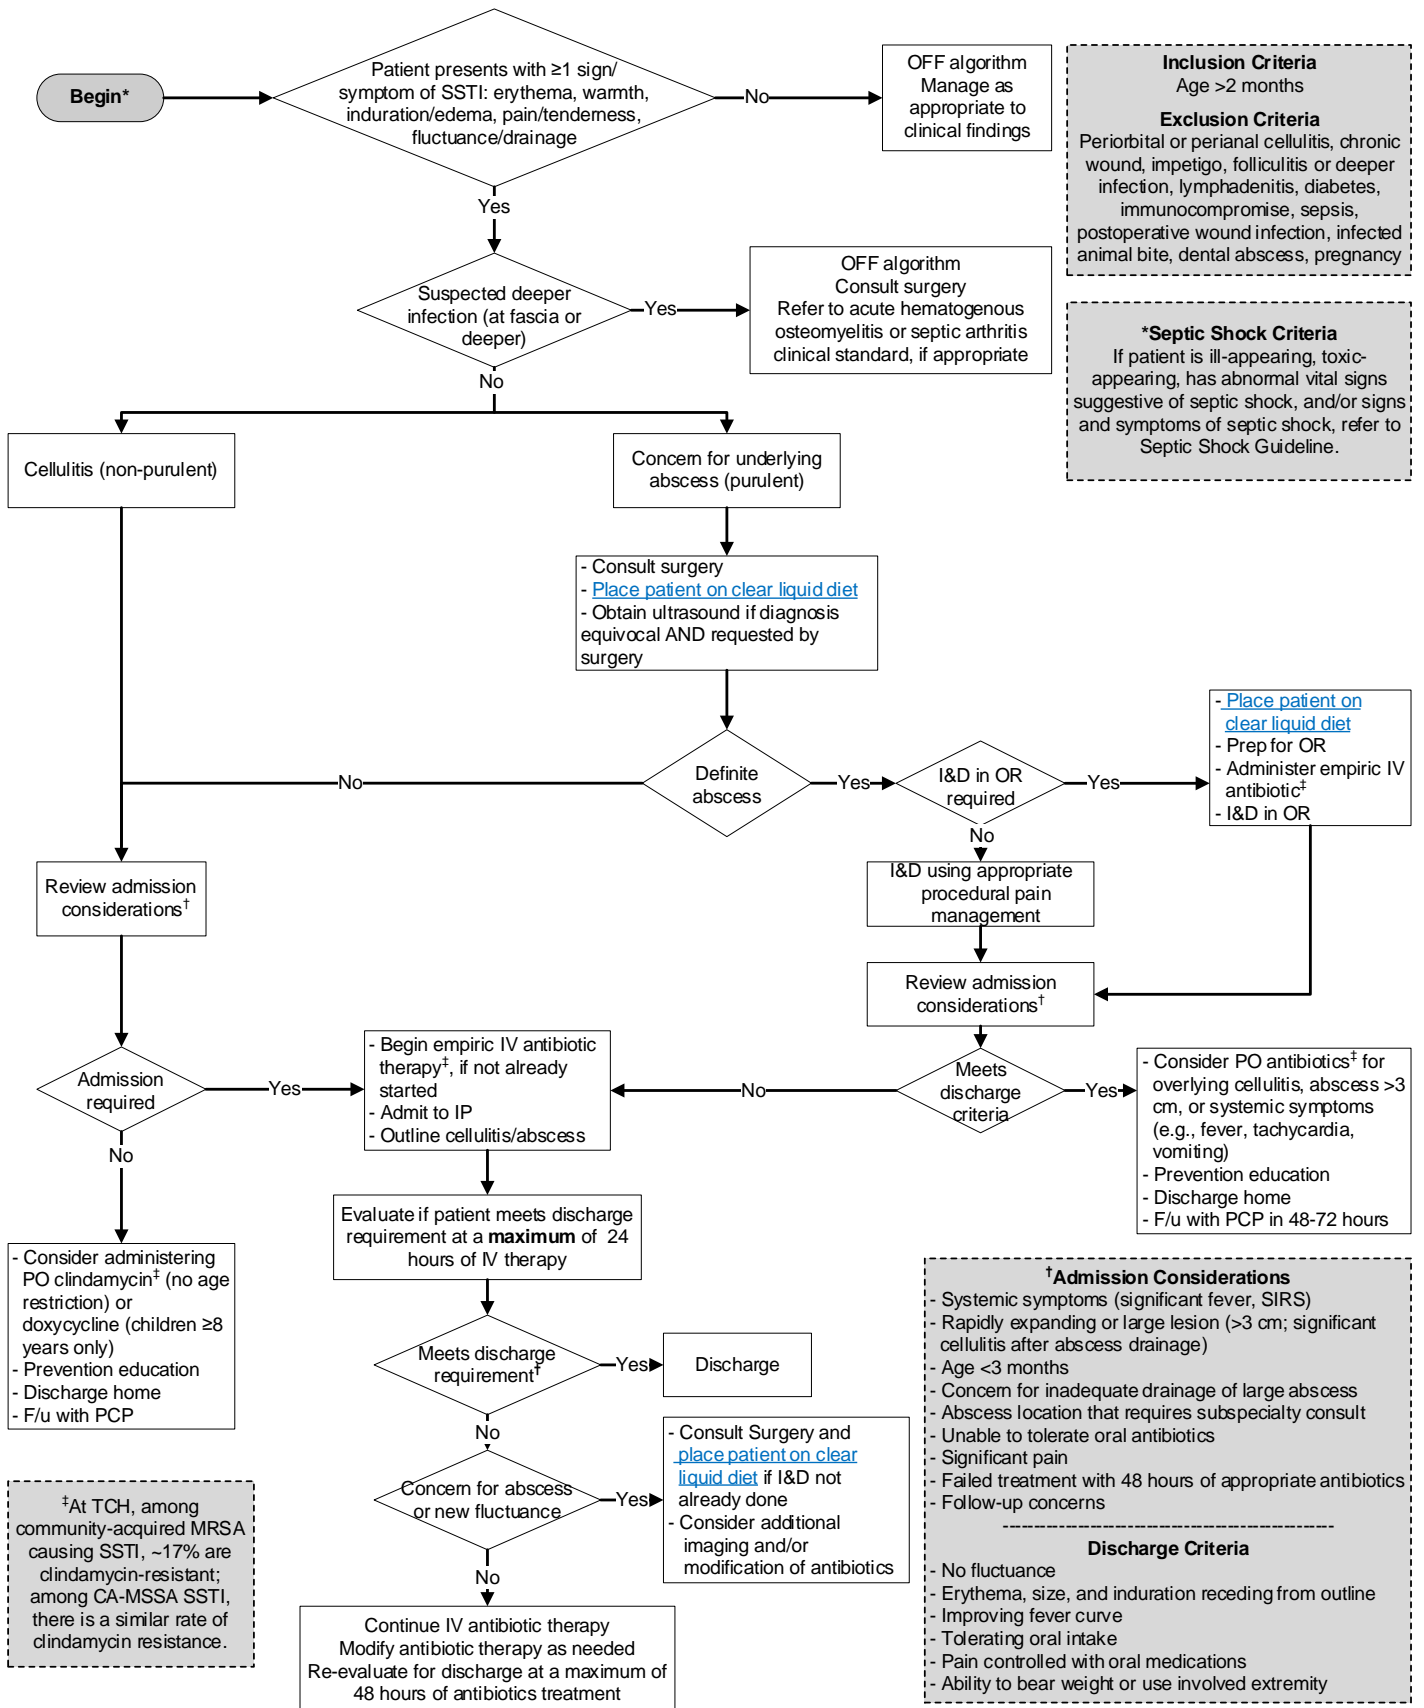 Begin*
Patient presents with ≥1 sign/
symptom of SSTI: erythema, warmth,
induration/edema, pain/tenderness,
fluctuance/drainage
No
OFF algorithm
Manage as
appropriate to
clinical findings
Inclusion Criteria
Age >2 months
Exclusion Criteria
Periorbital or perianal cellulitis, chronic
wound, impetigo, folliculitis or deeper
infection, lymphadenitis, diabetes,
immunocompromise, sepsis,
postoperative wound infection, infected
animal bite, dental abscess, pregnancy
Yes
Suspected deeper
infection (at fascia or
deeper)
Yes
OFF algorithm
Consult surgery
Refer to acute hematogenous
osteomyelitis or septic arthritis
clinical standard, if appropriate
*Septic Shock Criteria
If patient is ill-appearing, toxic-
appearing, has abnormal vital signs
suggestive of septic shock, and/or signs
and symptoms of septic shock, refer to
Septic Shock Guideline.
No
Cellulitis (non-purulent)
Concern for underlying
abscess (purulent)
- Consult surgery
- Place patient on clear liquid diet
- Obtain ultrasound if diagnosis
equivocal AND requested by
surgery
Definite
abscess
No
Yes
I&D in OR
required
Yes
- Place patient on
clear liquid diet
- Prep for OR
- Administer empiric IV
antibiotic‡
- I&D in OR
No
I&D using appropriate
procedural pain
management
Review admission
considerations†
Review admission
considerations†
Admission
required
Yes
- Begin empiric IV antibiotic
therapy‡, if not already
started
- Admit to IP
- Outline cellulitis/abscess
No
Meets
discharge
criteria
Yes
- Consider PO antibiotics‡ for
overlying cellulitis, abscess >3
cm, or systemic symptoms
(e.g., fever, tachycardia,
vomiting)
- Prevention education
- Discharge home
- F/u with PCP in 48-72 hours
No
- Consider administering
PO clindamycin‡ (no age
restriction) or
doxycycline (children ≥8
years only)
- Prevention education
- Discharge home
- F/u with PCP
Evaluate if patient meets discharge
requirement at a maximum of 24
hours of IV therapy
Meets discharge
requirement†
Yes
Discharge
No
Concern for abscess
or new fluctuance
Yes
- Consult Surgery and
place patient on clear
liquid diet if I&D not
already done
- Consider additional
imaging and/or
modification of antibiotics
No
Continue IV antibiotic therapy
Modify antibiotic therapy as needed
Re-evaluate for discharge at a maximum of
48 hours of antibiotics treatment
‡At TCH, among
community-acquired MRSA
causing SSTI, ~17% are
clindamycin-resistant;
among CA-MSSA SSTI,
there is a similar rate of
clindamycin resistance.
†Admission Considerations
- Systemic symptoms (significant fever, SIRS)
- Rapidly expanding or large lesion (>3 cm; significant
cellulitis after abscess drainage)
- Age <3 months
- Concern for inadequate drainage of large abscess
- Abscess location that requires subspecialty consult
- Unable to tolerate oral antibiotics
- Significant pain
- Failed treatment with 48 hours of appropriate antibiotics
- Follow-up concerns
------------------------------------------------------
Discharge Criteria
- No fluctuance
- Erythema, size, and induration receding from outline
- Improving fever curve
- Tolerating oral intake
- Pain controlled with oral medications
- Ability to bear weight or use involved extremity